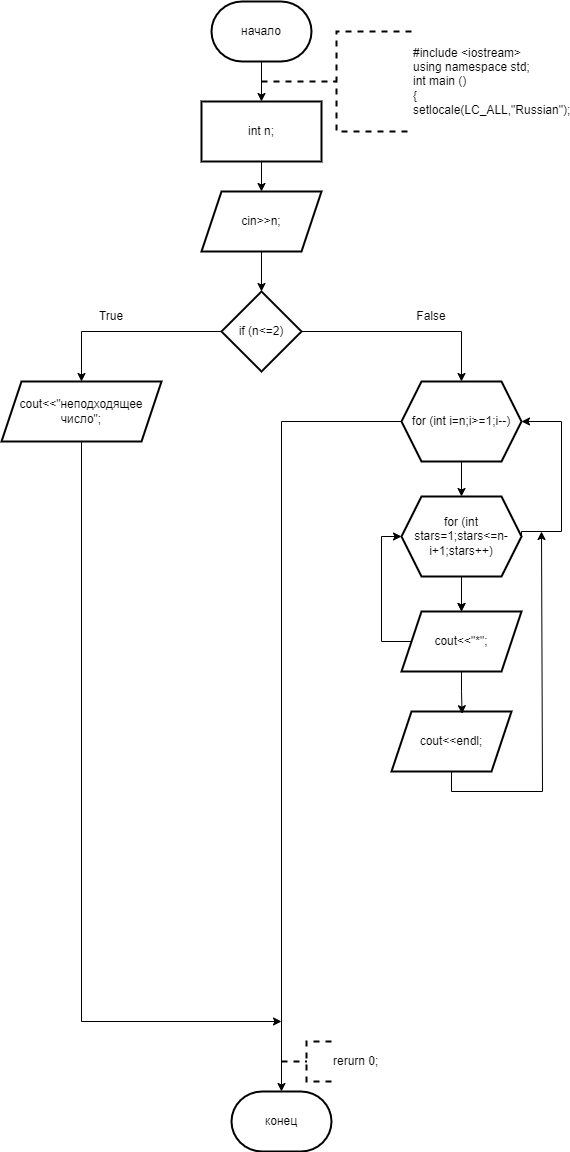 начало
#include <iostream>
using namespace std;
int main ()
{
setlocale(LC_ALL,"Russian");
int n;
cin>>n;
if (n<=2)
True
False
cout<<"неподходящее
число";
for (int i=n;i>=1;i--)
for (int
stars=1;stars<=n-
i+1;stars++)
cout<<"*";
cout<<endl;
rerurn 0;
конец